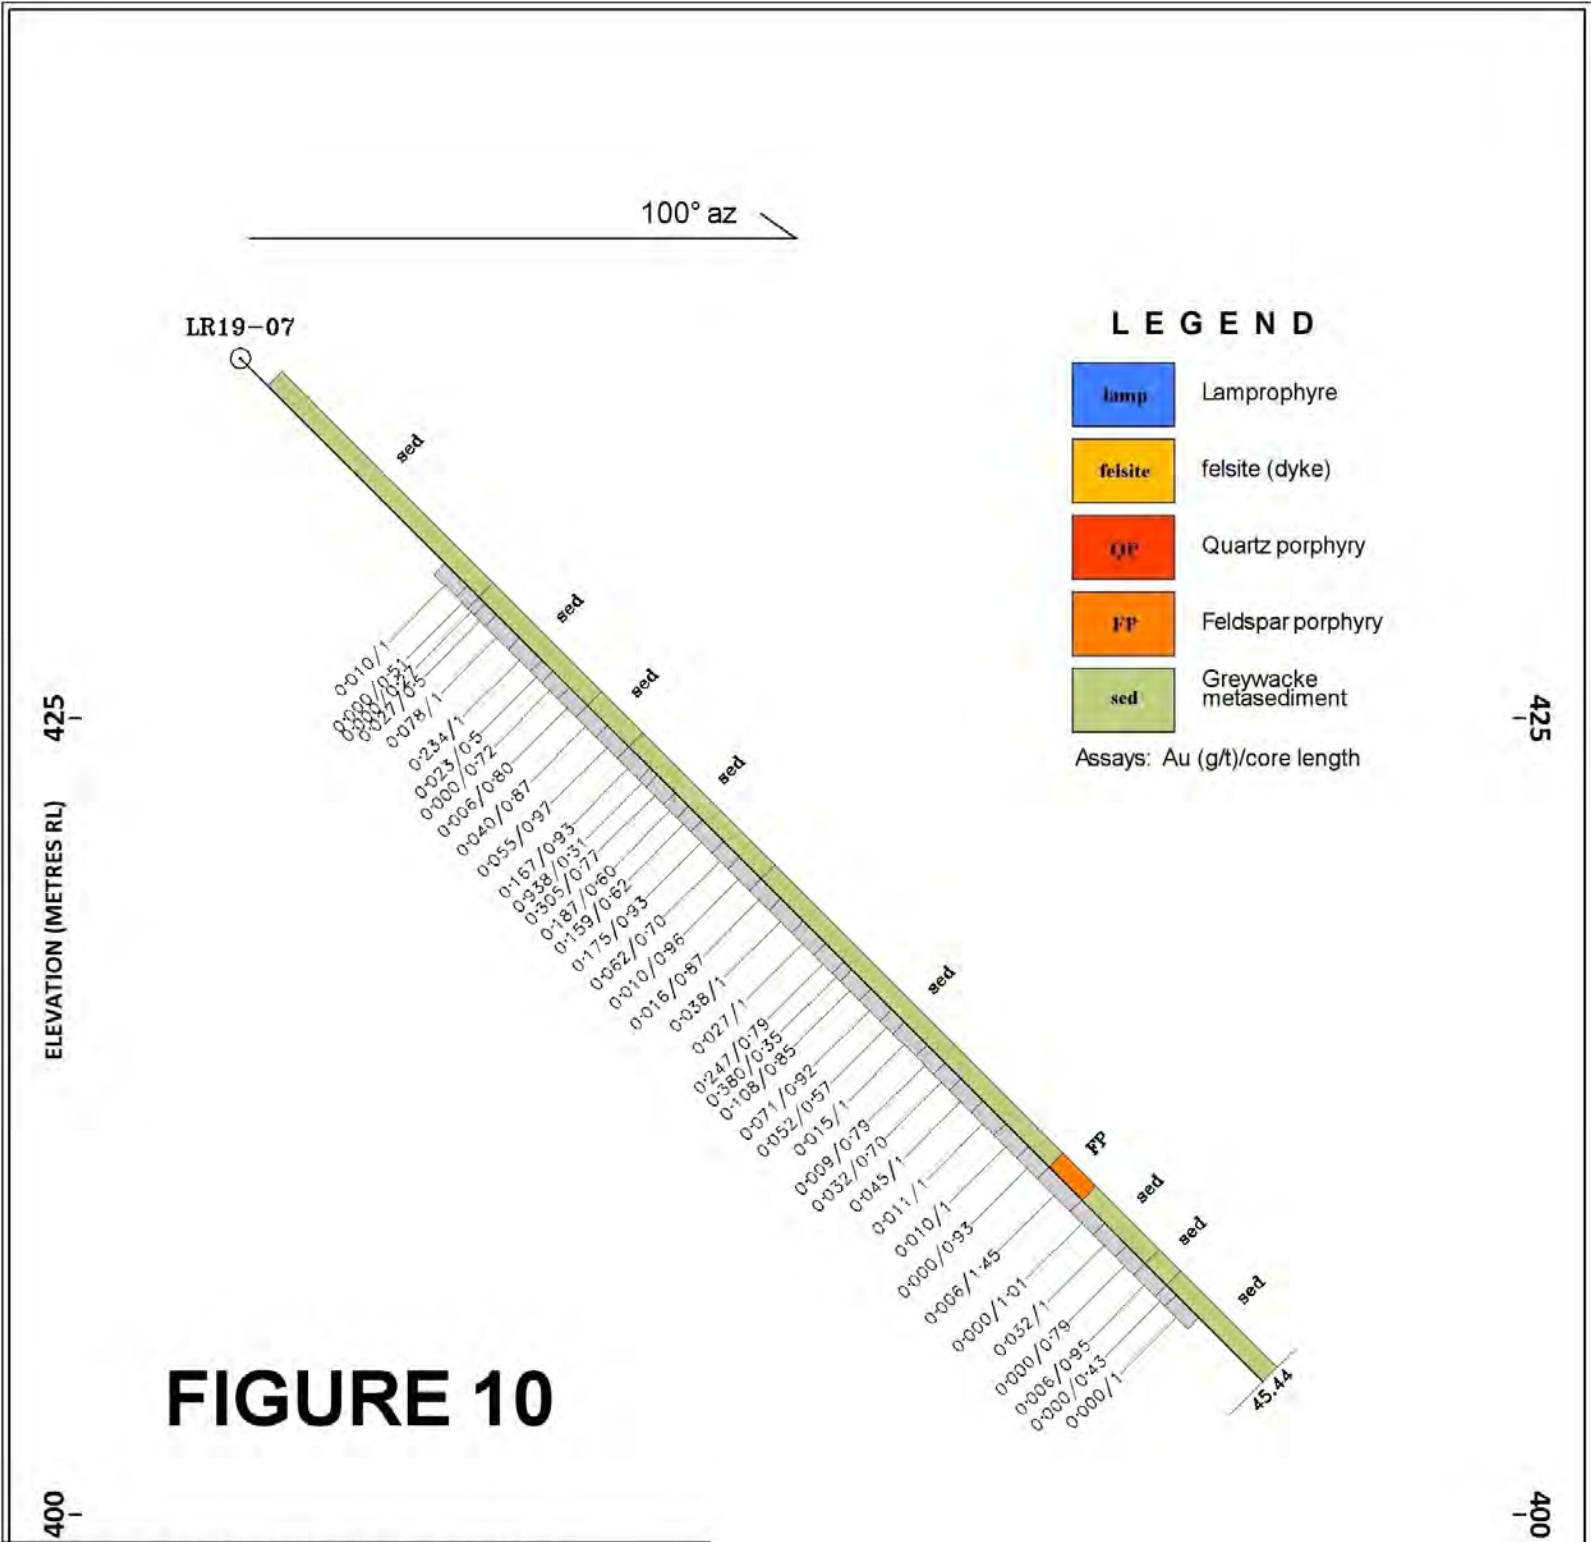 100° az
LR19-07
L E G E N D
lamp Lamprophyre
felsite felsite (dyke)
QP Quartz porphyry
FP Feldspar porphyry
sed Greywacke
metasediment
Assays: Au (g/t)/core length
sed
sed
sed
sed
sed
FP
sed
sed
sed
0·010/1
0·000/0·51
0·027/0·5
0·078/1
0·234/1
0·023/0·5
0·000/0·72
0·006/0·80
0·040/0·87
0·055/0·97
0·167/0·93
0·938/0·31
0·305/0·77
0·187/0·60
0·159/0·62
0·175/0·93
0·062/0·70
0·010/0·96
0·016/0·87
0·038/1
0·027/1
0·247/0·79
0·380/0·35
0·108/0·85
0·071/0·92
0·052/0·57
0·015/1
0·009/0·79
0·032/0·70
0·045/1
0·011/1
0·010/1
0·000/0·93
0·006/1·45
0·000/1·01
0·032/1
0·000/0·79
0·006/0·95
0·000/0·43
0·000/1
45.44
425
425
ELEVATION (METRES RL)
FIGURE 10
400
400